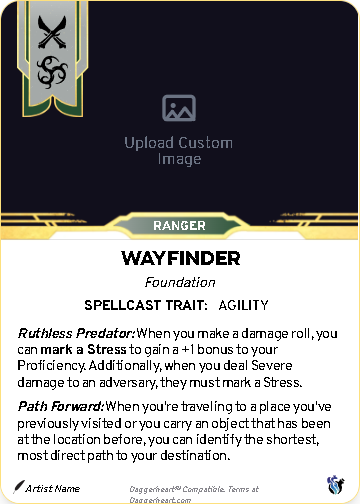 Upload Custom
Image
RANGER
WAYFINDER
Foundation
SPELLCAST TRAIT: AGILITY
Ruthless Predator: When you make a damage roll, you
can mark a Stress to gain a +1 bonus to your
Proficiency. Additionally, when you deal Severe
damage to an adversary, they must mark a Stress.
Path Forward: When you're traveling to a place you've
previously visited or you carry an object that has been
at the location before, you can identify the shortest,
most direct path to your destination.
Artist Name
Daggerheart™ Compatible. Terms at
Daggerheart.com